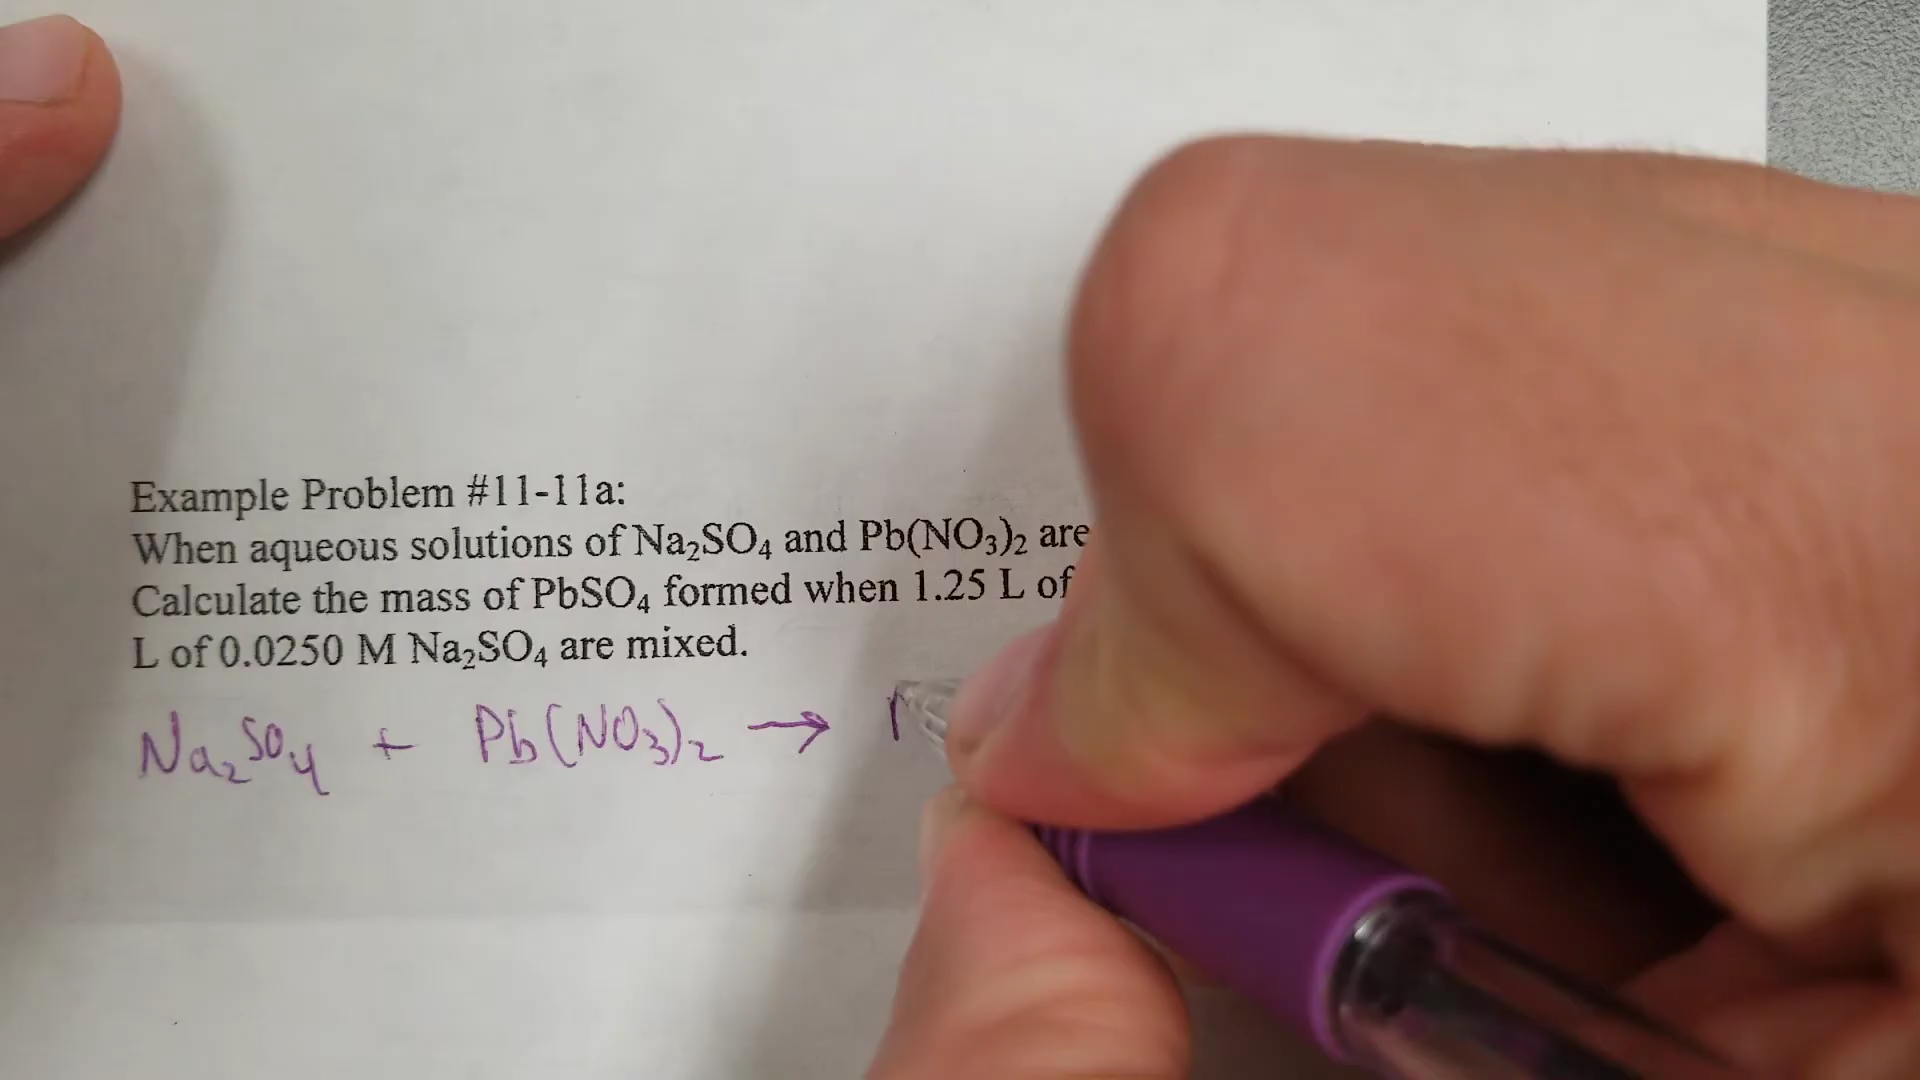 Example Problem #11-11a:
When aqueous solutions of Na₂SO₄ and Pb(NO₃)₂ are
Calculate the mass of PbSO₄ formed when 1.25 L of
L of 0.0250 M Na₂SO₄ are mixed.
Na₂SO₄ + Pb(NO₃)₂ →